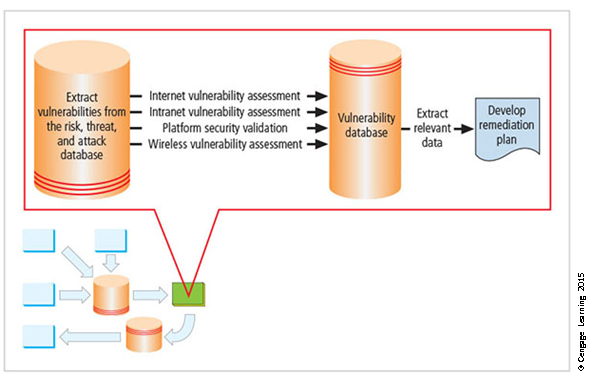 Extract
vulnerabilities from
the risk, threat,
and attack
database
Internet vulnerability assessment
Intranet vulnerability assessment
Platform security validation
Wireless vulnerability assessment
Vulnerability
database
Extract
relevant
data
Develop
remediation
plan
© Cengage Learning 2015